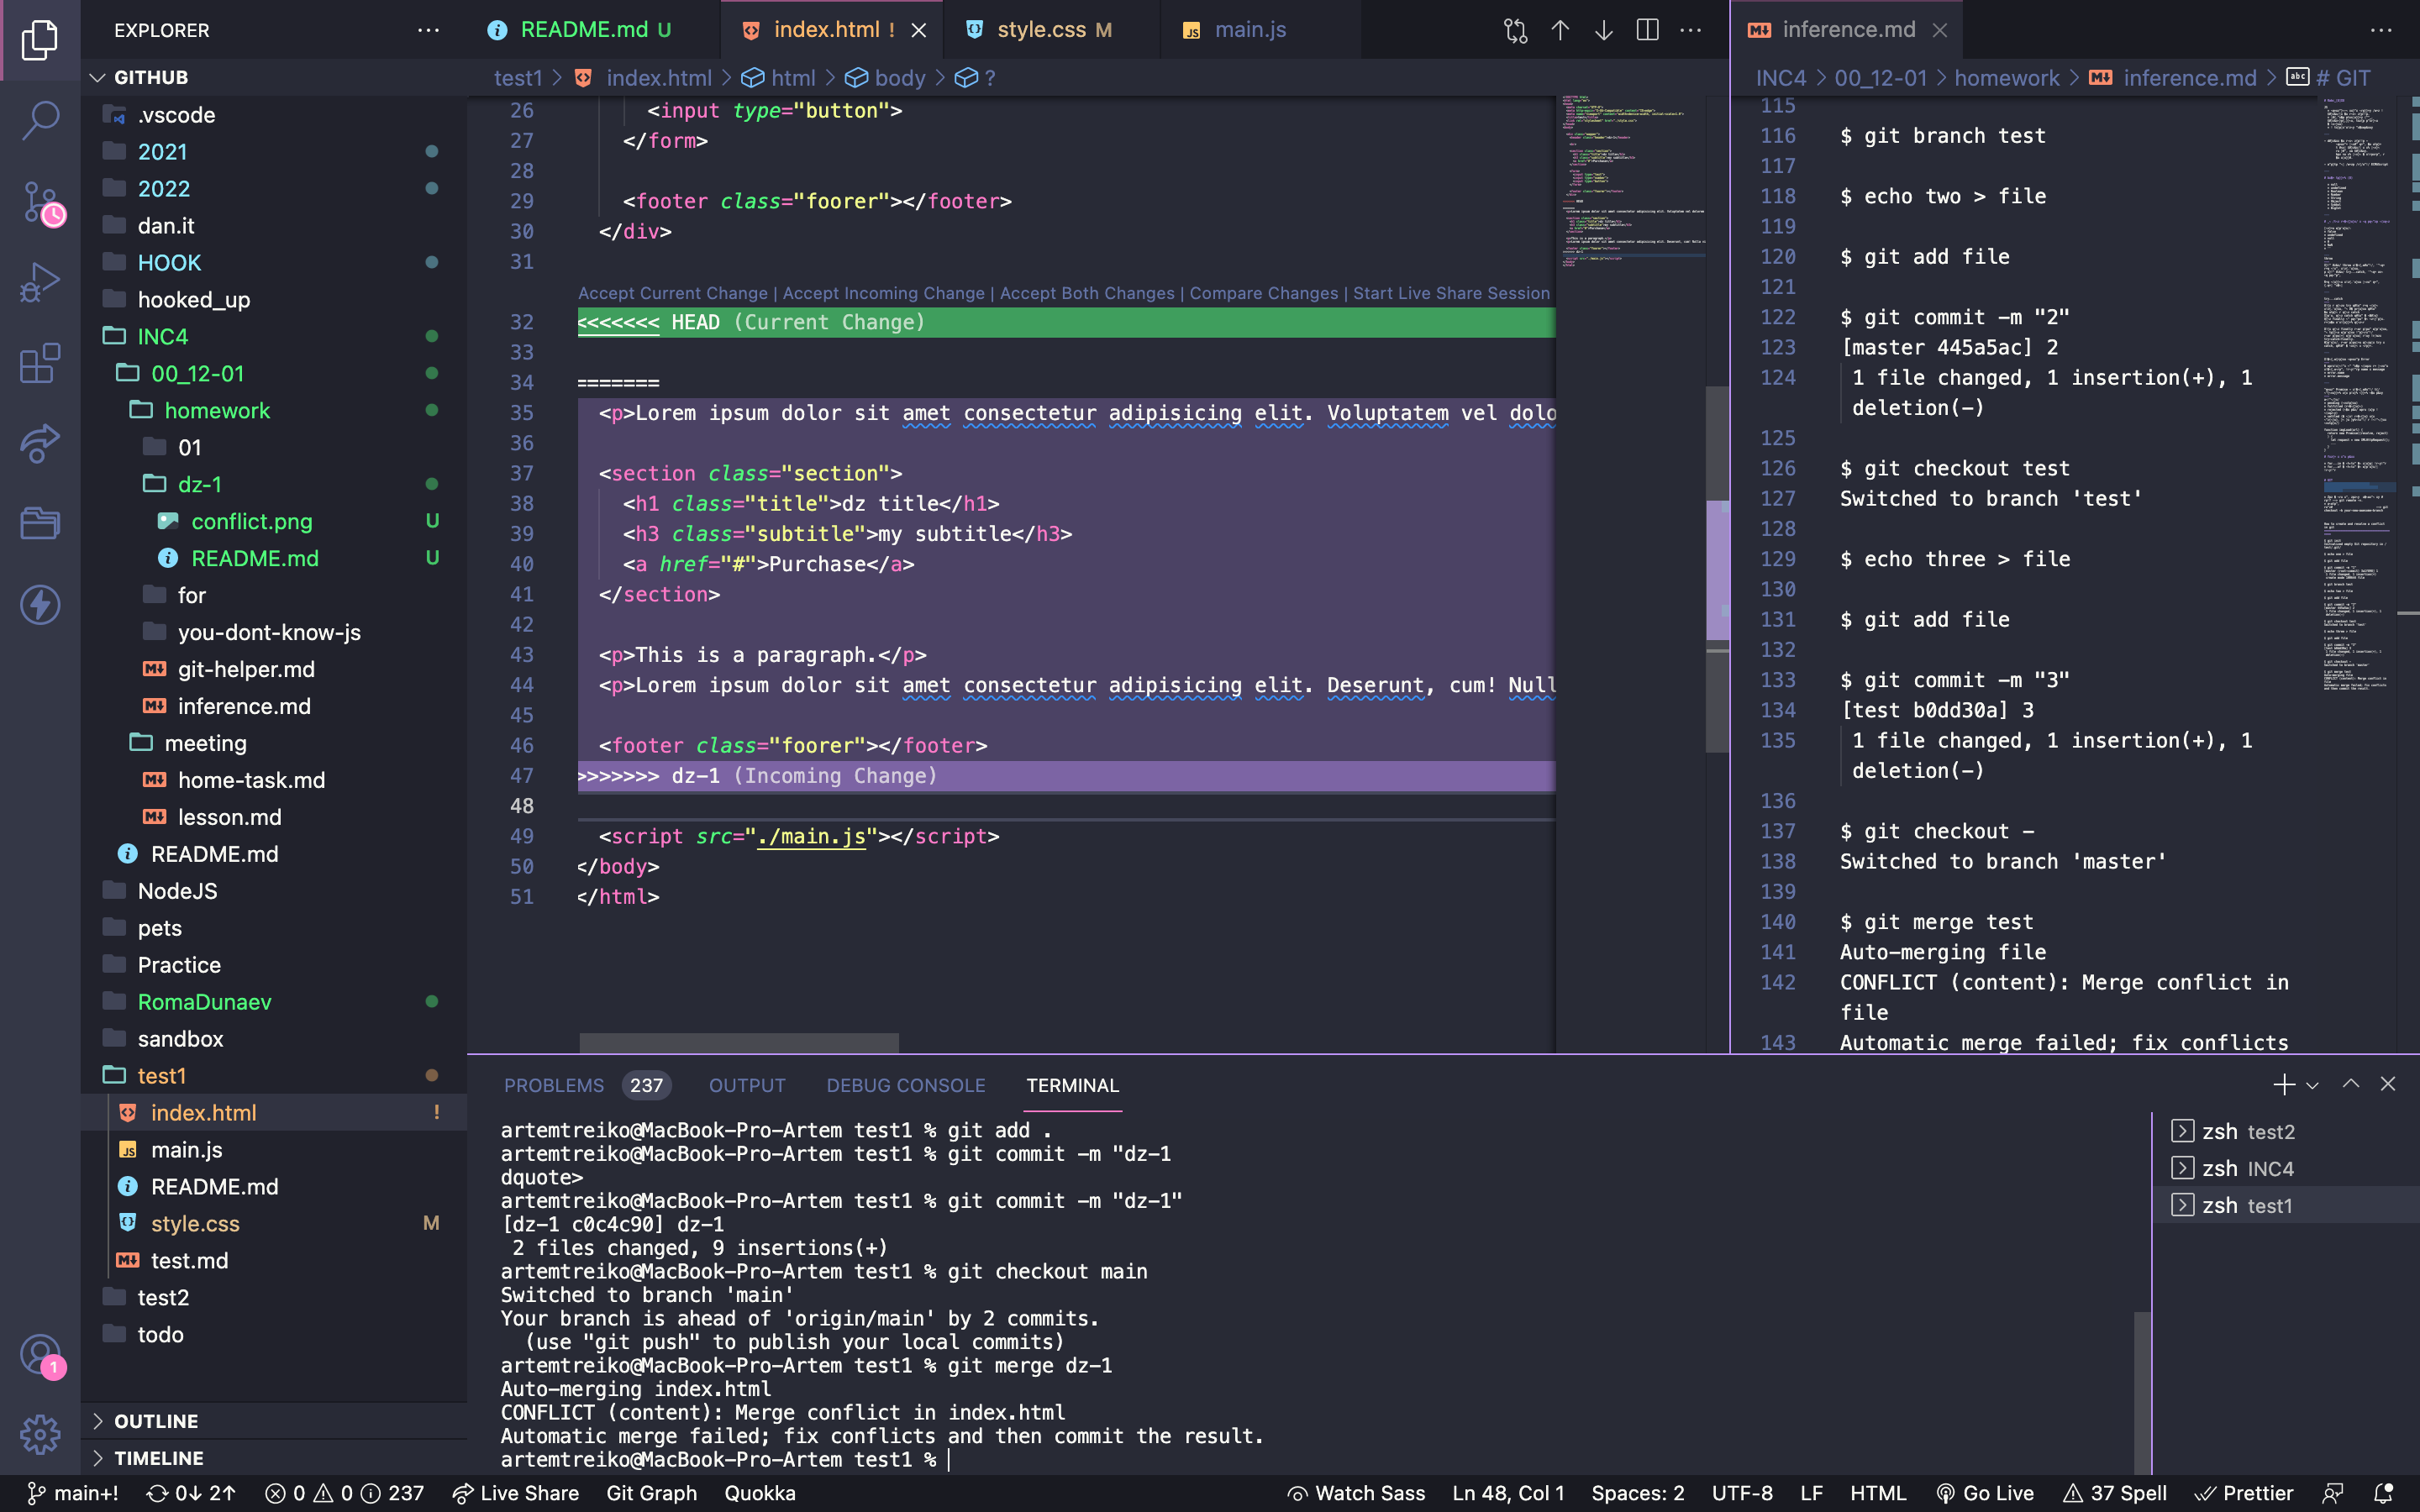 EXPLORER
GITHUB
.vscode
2021
2022
dan.it
HOOK
hooked_up
INC4
00_12-01
homework
01
dz-1
conflict.png U
README.md U
for
you-dont-know-js
git-helper.md
inference.md
meeting
home-task.md
lesson.md
README.md
NodeJS
pets
Practice
RomaDunaev
sandbox
test1
index.html !
main.js
README.md
style.css M
test.md
test2
todo
OUTLINE
TIMELINE
1
README.md U
index.html !
style.css M
main.js
test1 > index.html > html > body > ?
26 <input type="button">
27 </form>
28
29 <footer class="foorer"></footer>
30 </div>
31
Accept Current Change | Accept Incoming Change | Accept Both Changes | Compare Changes | Start Live Share Session
32 <<<<<<< HEAD (Current Change)
33
34 =======
35 <p>Lorem ipsum dolor sit amet consectetur adipisicing elit. Voluptatem vel dolo
36
37 <section class="section">
38 <h1 class="title">dz title</h1>
39 <h3 class="subtitle">my subtitle</h3>
40 <a href="#">Purchase</a>
41 </section>
42
43 <p>This is a paragraph.</p>
44 <p>Lorem ipsum dolor sit amet consectetur adipisicing elit. Deserunt, cum! Null
45
46 <footer class="foorer"></footer>
47 >>>>>>> dz-1 (Incoming Change)
48
49 <script src="./main.js"></script>
50 </body>
51 </html>
inference.md
INC4 > 00_12-01 > homework > inference.md > # GIT
115
116 $ git branch test
117
118 $ echo two > file
119
120 $ git add file
121
122 $ git commit -m "2"
123 [master 445a5ac] 2
124 1 file changed, 1 insertion(+), 1
deletion(-)
125
126 $ git checkout test
127 Switched to branch 'test'
128
129 $ echo three > file
130
131 $ git add file
132
133 $ git commit -m "3"
134 [test b0dd30a] 3
135 1 file changed, 1 insertion(+), 1
deletion(-)
136
137 $ git checkout -
138 Switched to branch 'master'
139
140 $ git merge test
141 Auto-merging file
142 CONFLICT (content): Merge conflict in
file
143 Automatic merge failed; fix conflicts
PROBLEMS 237 OUTPUT DEBUG CONSOLE TERMINAL
artemtreiko@MacBook-Pro-Artem test1 % git add .
artemtreiko@MacBook-Pro-Artem test1 % git commit -m "dz-1
dquote>
artemtreiko@MacBook-Pro-Artem test1 % git commit -m "dz-1"
[dz-1 c0c4c90] dz-1
2 files changed, 9 insertions(+)
artemtreiko@MacBook-Pro-Artem test1 % git checkout main
Switched to branch 'main'
Your branch is ahead of 'origin/main' by 2 commits.
(use "git push" to publish your local commits)
artemtreiko@MacBook-Pro-Artem test1 % git merge dz-1
Auto-merging index.html
CONFLICT (content): Merge conflict in index.html
Automatic merge failed; fix conflicts and then commit the result.
artemtreiko@MacBook-Pro-Artem test1 %
zsh test2
zsh INC4
zsh test1
main+! 0↓ 2↑ 0 0 237 Live Share Git Graph Quokka Watch Sass Ln 48, Col 1 Spaces: 2 UTF-8 LF HTML Go Live 37 Spell Prettier